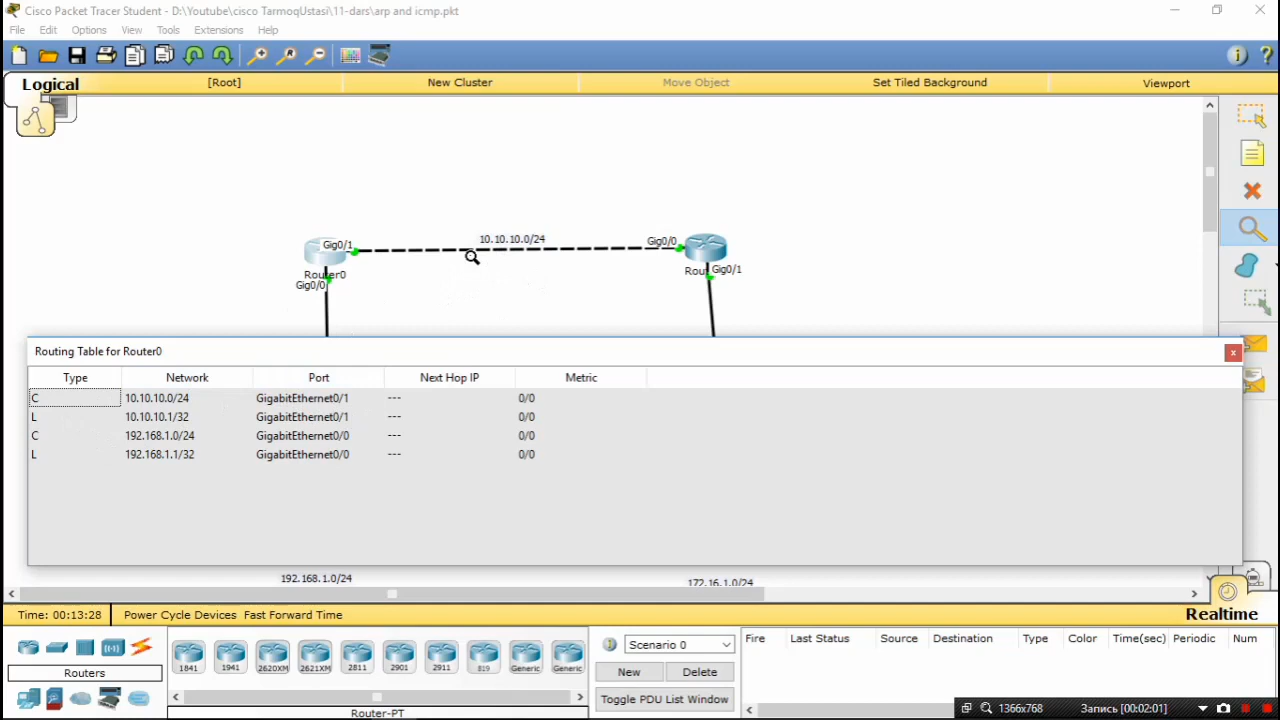 Cisco Packet Tracer Student - D:\Youtube\cisco TarmoqUstasi\11-dars\arp and icmp.pkt
File Edit Options View Tools Extensions Help
Logical [Root] New Cluster Move Object Set Tiled Background Viewport
10.10.10.0/24
Gig0/1 Gig0/0
Router0 Rout Gig0/1
Gig0/0
Routing Table for Router0
Type Network Port Next Hop IP Metric
C 10.10.10.0/24 GigabitEthernet0/1 --- 0/0
L 10.10.10.1/32 GigabitEthernet0/1 --- 0/0
C 192.168.1.0/24 GigabitEthernet0/0 --- 0/0
L 192.168.1.1/32 GigabitEthernet0/0 --- 0/0
192.168.1.0/24 172.16.1.0/24
Time: 00:13:28 Power Cycle Devices Fast Forward Time Realtime
Scenario 0 Fire Last Status Source Destination Type Color Time(sec) Periodic Num
1841 1941 2620XM 2621XM 2811 2901 2911 819 Generic Generic
Routers New Delete
Toggle PDU List Window
Router-PT
1366x768 Запись [00:02:01]